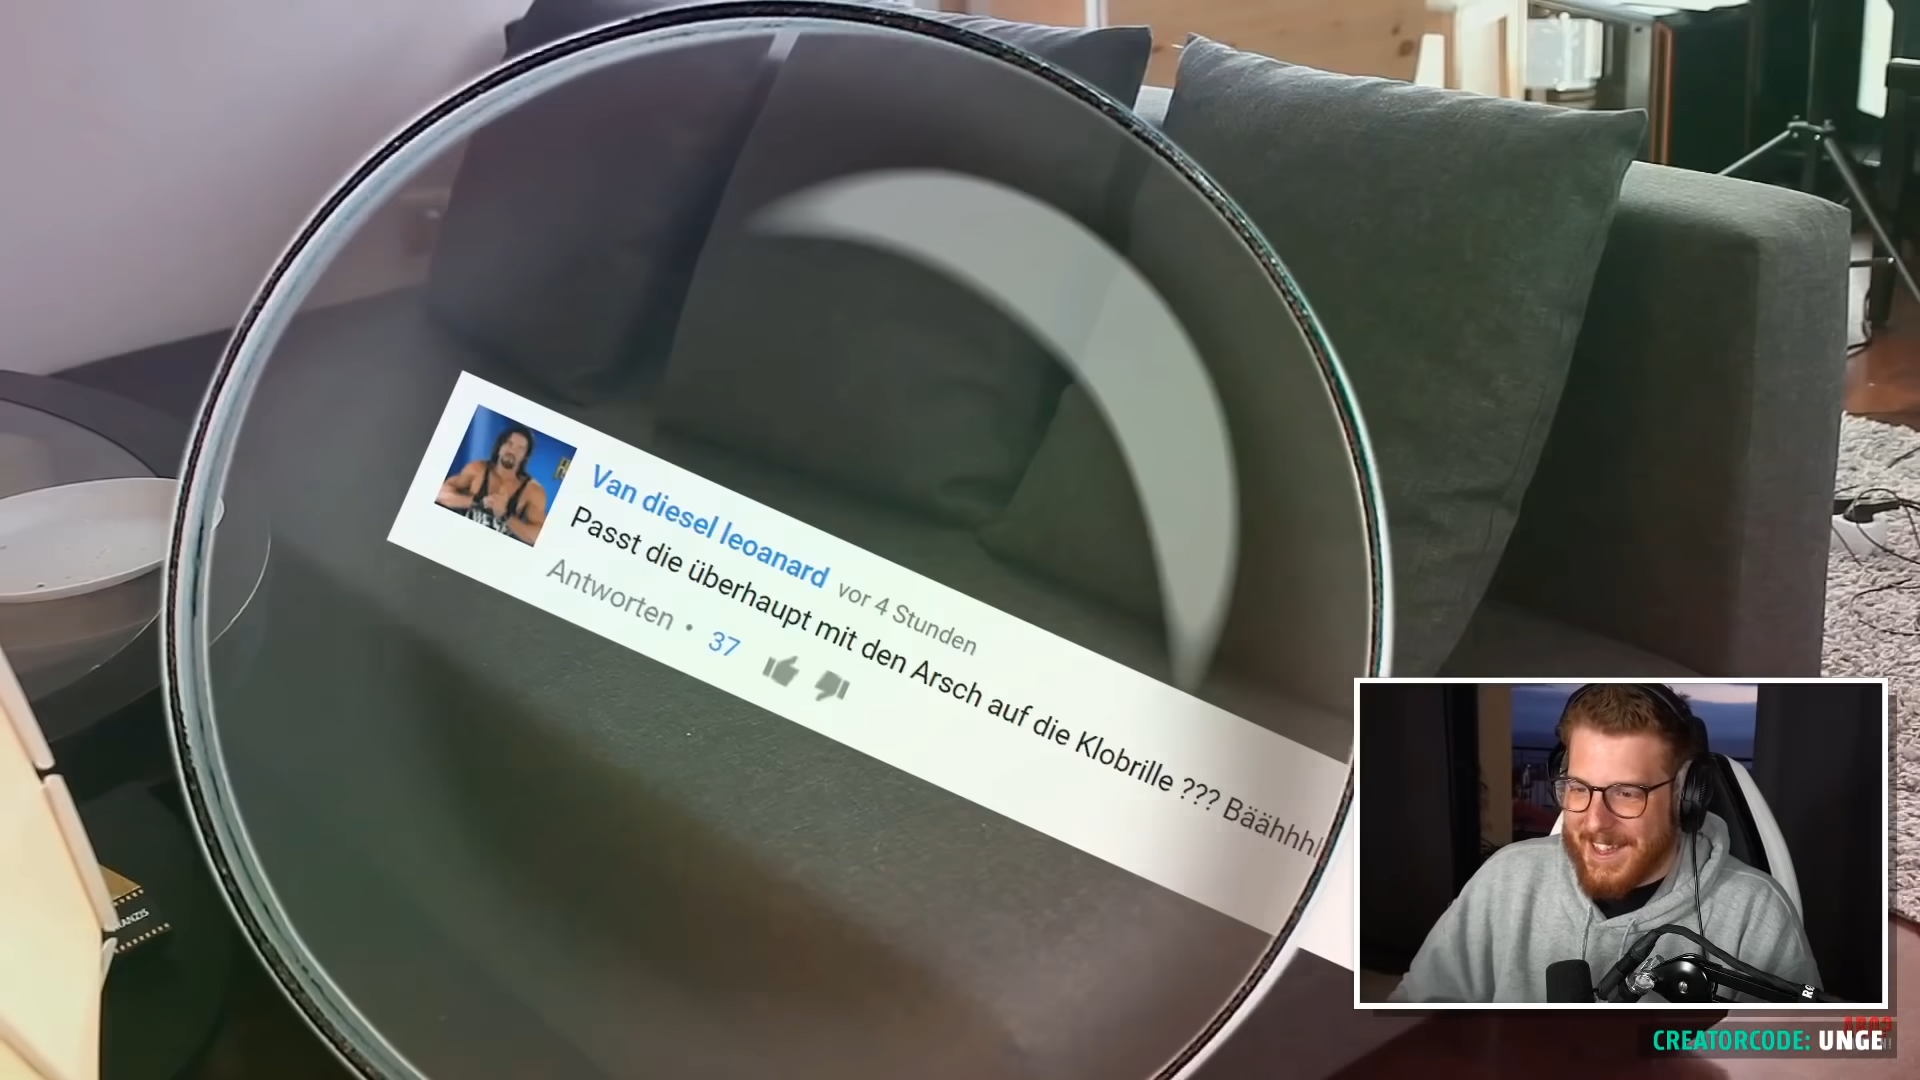 Van diesel leoanard vor 4 Stunden
Passt die überhaupt mit den Arsch auf die Klobrille ??? Bäähhh
Antworten • 37
CREATORCODE: UNGE